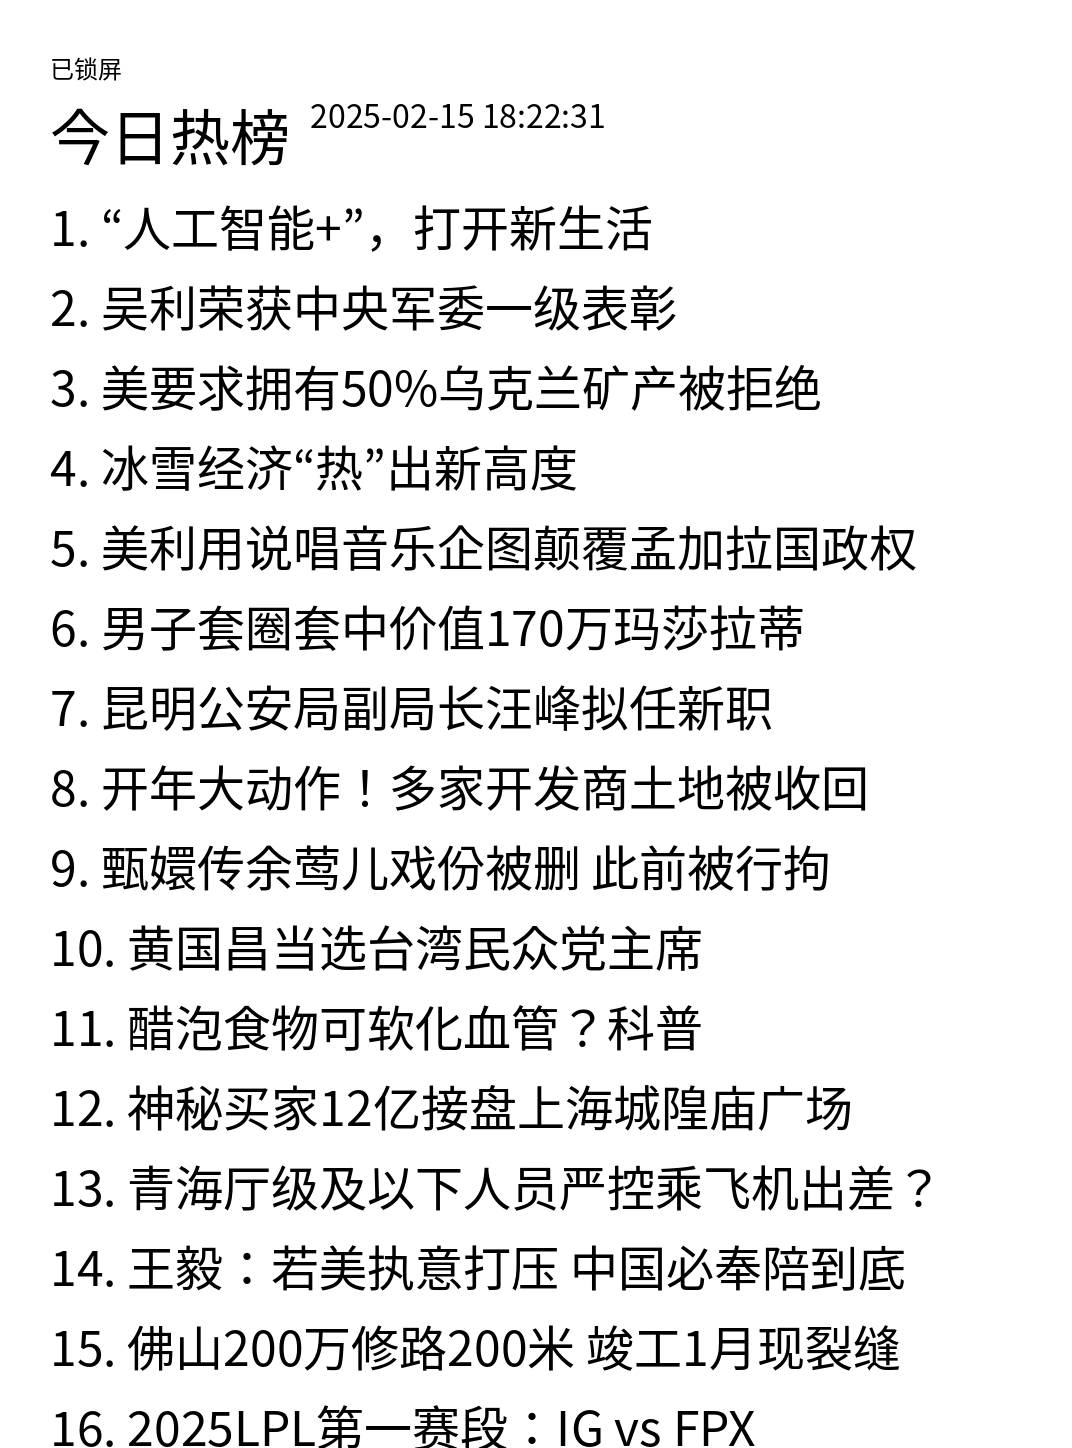 已锁屏
今日热榜 2025-02-15 18:22:31
1. “人工智能+”，打开新生活
2. 吴利荣获中央军委一级表彰
3. 美要求拥有50%乌克兰矿产被拒绝
4. 冰雪经济“热”出新高度
5. 美利用说唱音乐企图颠覆孟加拉国政权
6. 男子套圈套中价值170万玛莎拉蒂
7. 昆明公安局副局长汪峰拟任新职
8. 开年大动作！多家开发商土地被收回
9. 甄嬛传余莺儿戏份被删 此前被行拘
10. 黄国昌当选台湾民众党主席
11. 醋泡食物可软化血管？科普
12. 神秘买家12亿接盘上海城隍庙广场
13. 青海厅级及以下人员严控乘飞机出差？
14. 王毅：若美执意打压 中国必奉陪到底
15. 佛山200万修路200米 竣工1月现裂缝
16. 2025LPL第一赛段：IG vs FPX